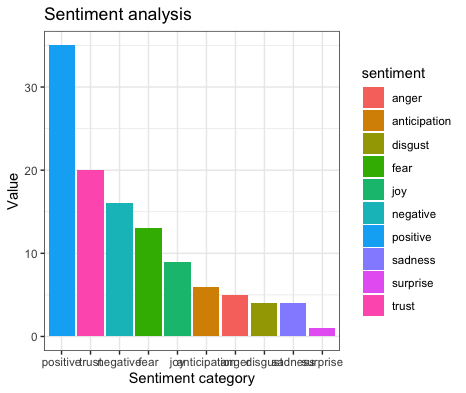 Sentiment analysis
Value
30
20
10
0
positive trust negative fear joy anticipation anger disgust sadness surprise
Sentiment category
sentiment
anger
anticipation
disgust
fear
joy
negative
positive
sadness
surprise
trust